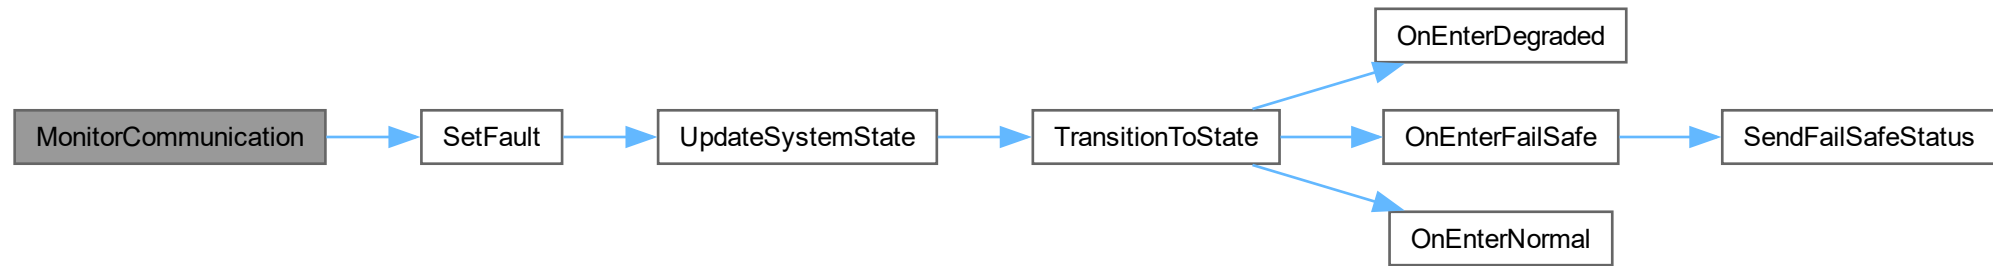 OnEnterDegraded
MonitorCommunication
SetFault
UpdateSystemState
TransitionToState
OnEnterFailSafe
SendFailSafeStatus
OnEnterNormal